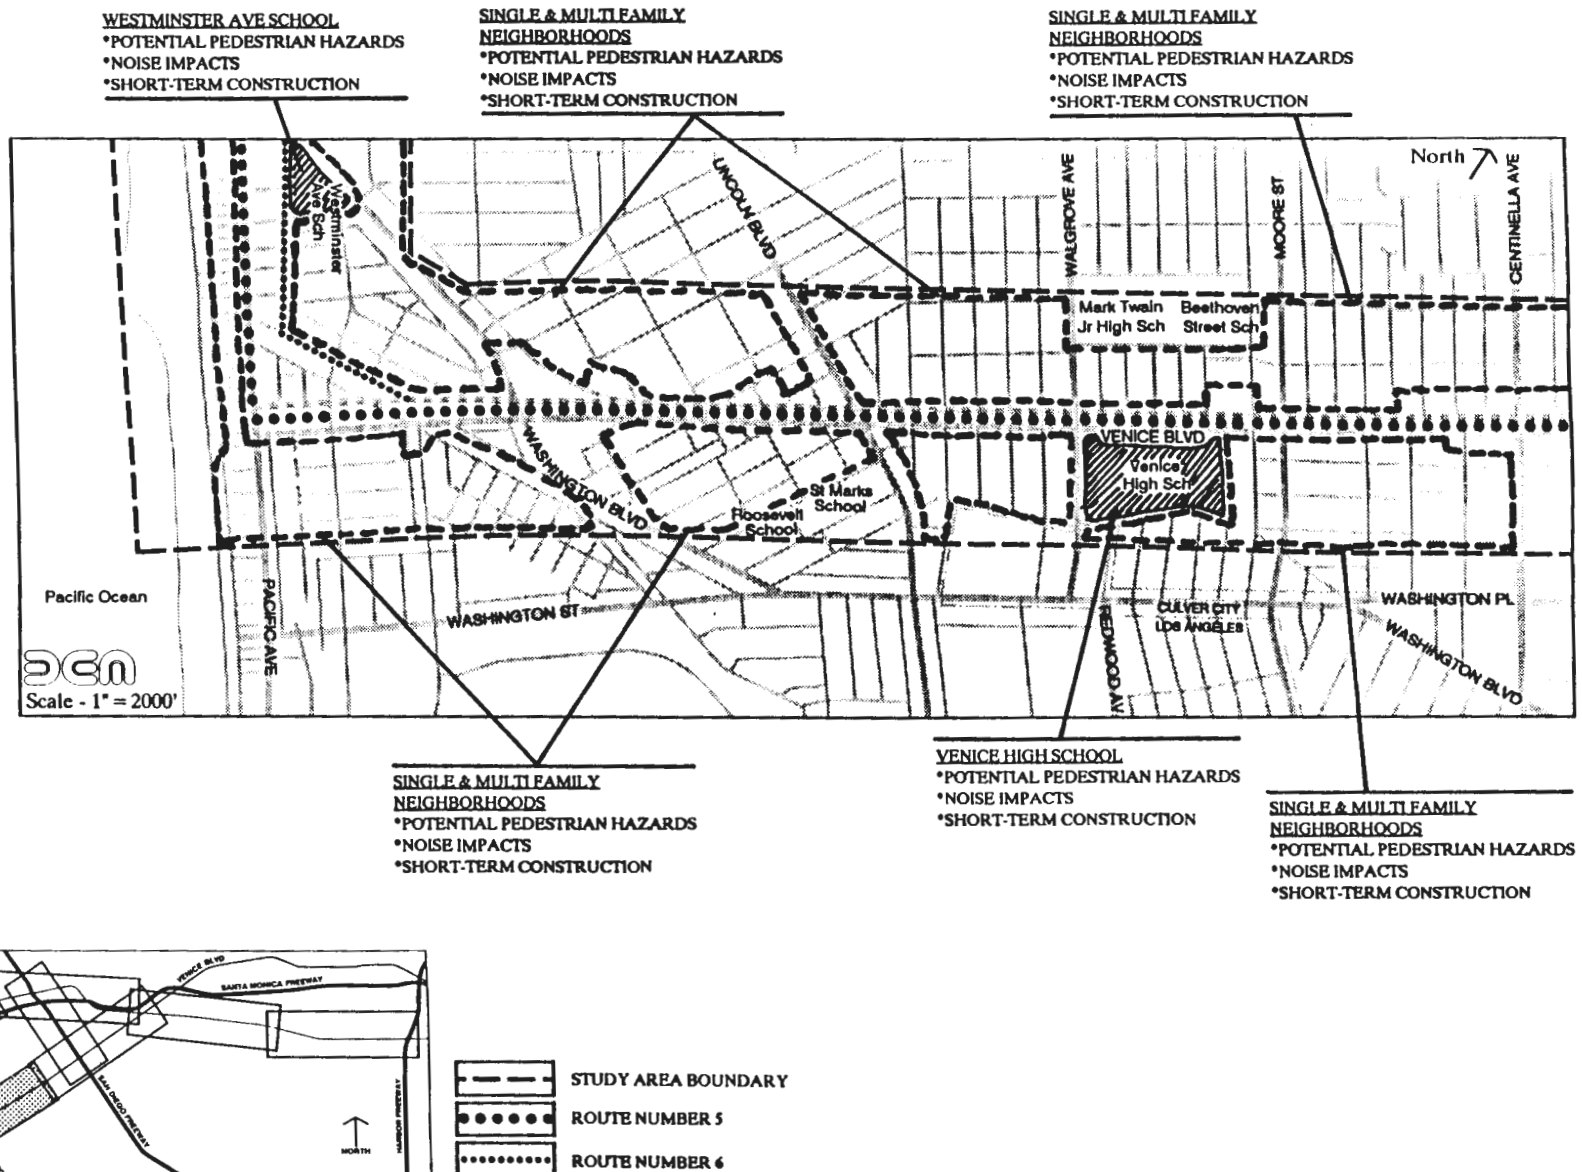 WESTMINSTER AVE SCHOOL
*POTENTIAL PEDESTRIAN HAZARDS
*NOISE IMPACTS
*SHORT-TERM CONSTRUCTION
SINGLE & MULTI FAMILY
NEIGHBORHOODS
*POTENTIAL PEDESTRIAN HAZARDS
*NOISE IMPACTS
*SHORT-TERM CONSTRUCTION
SINGLE & MULTI FAMILY
NEIGHBORHOODS
*POTENTIAL PEDESTRIAN HAZARDS
*NOISE IMPACTS
*SHORT-TERM CONSTRUCTION
North
Westminster
Ave Sch
LINCOLN BLVD
WALGROVE AVE
MOORE ST
CENTINELLA AVE
Mark Twain
Jr High Sch
Beethoven
Street Sch
VENICE BLVD
Venice
High Sch
WASHINGTON BLVD
St Marks
School
Roosevelt
School
Pacific Ocean
PACIFIC AVE
WASHINGTON ST
REDWOOD AV
CULVER CITY
LOS ANGELES
WASHINGTON PL
WASHINGTON BLVD
Scale - 1" = 2000'
SINGLE & MULTI FAMILY
NEIGHBORHOODS
*POTENTIAL PEDESTRIAN HAZARDS
*NOISE IMPACTS
*SHORT-TERM CONSTRUCTION
VENICE HIGH SCHOOL
*POTENTIAL PEDESTRIAN HAZARDS
*NOISE IMPACTS
*SHORT-TERM CONSTRUCTION
SINGLE & MULTI FAMILY
NEIGHBORHOODS
*POTENTIAL PEDESTRIAN HAZARDS
*NOISE IMPACTS
*SHORT-TERM CONSTRUCTION
VENICE BLVD
SANTA MONICA FREEWAY
SAN DIEGO FREEWAY
HARBOR FREEWAY
NORTH
STUDY AREA BOUNDARY
ROUTE NUMBER 5
ROUTE NUMBER 6